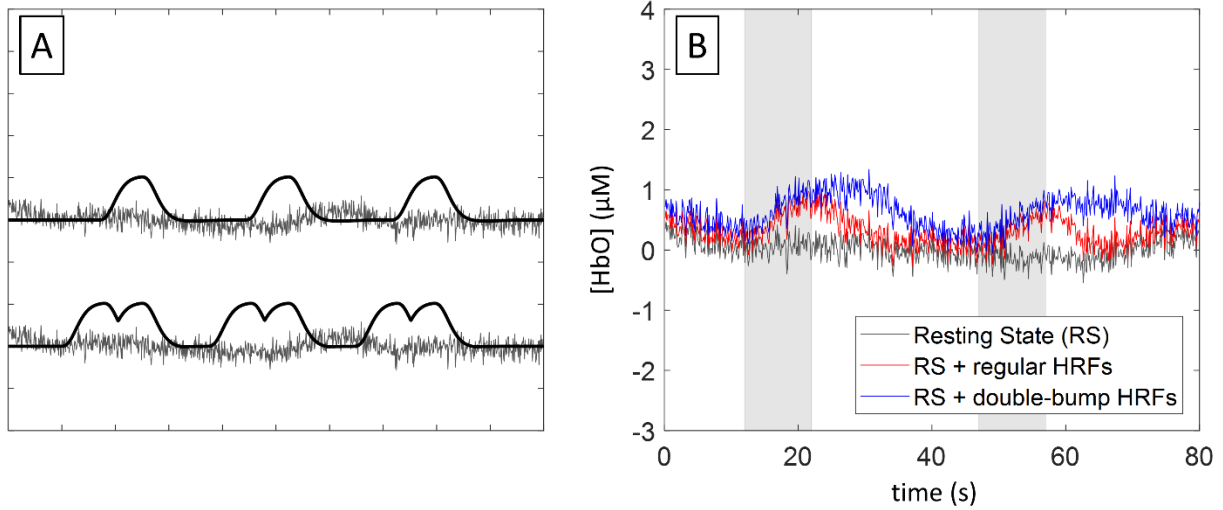 A
B
4
3
2
1
0
-1
-2
-3
[HbO] (µM)
Resting State (RS)
RS + regular HRFs
RS + double-bump HRFs
0 20 40 60 80
time (s)